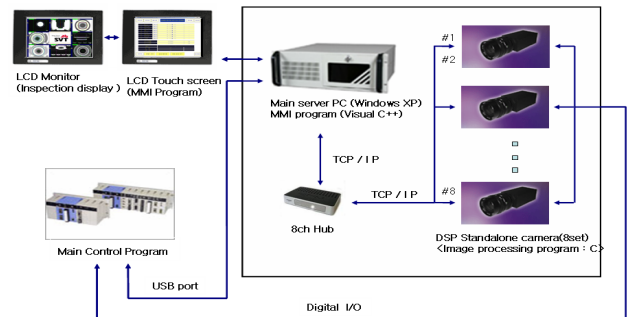 SVT
LCD Monitor
(Inspection display )
LCD Touch screen
(MMI Program)
Main server PC (Windows XP)
MMI program (Visual C++)
#1
#2
#8
TCP / I P
TCP / I P
8ch Hub
DSP Standalone camera(8set)
<Image processing program : C>
Main Control Program
USB port
Digital I/O